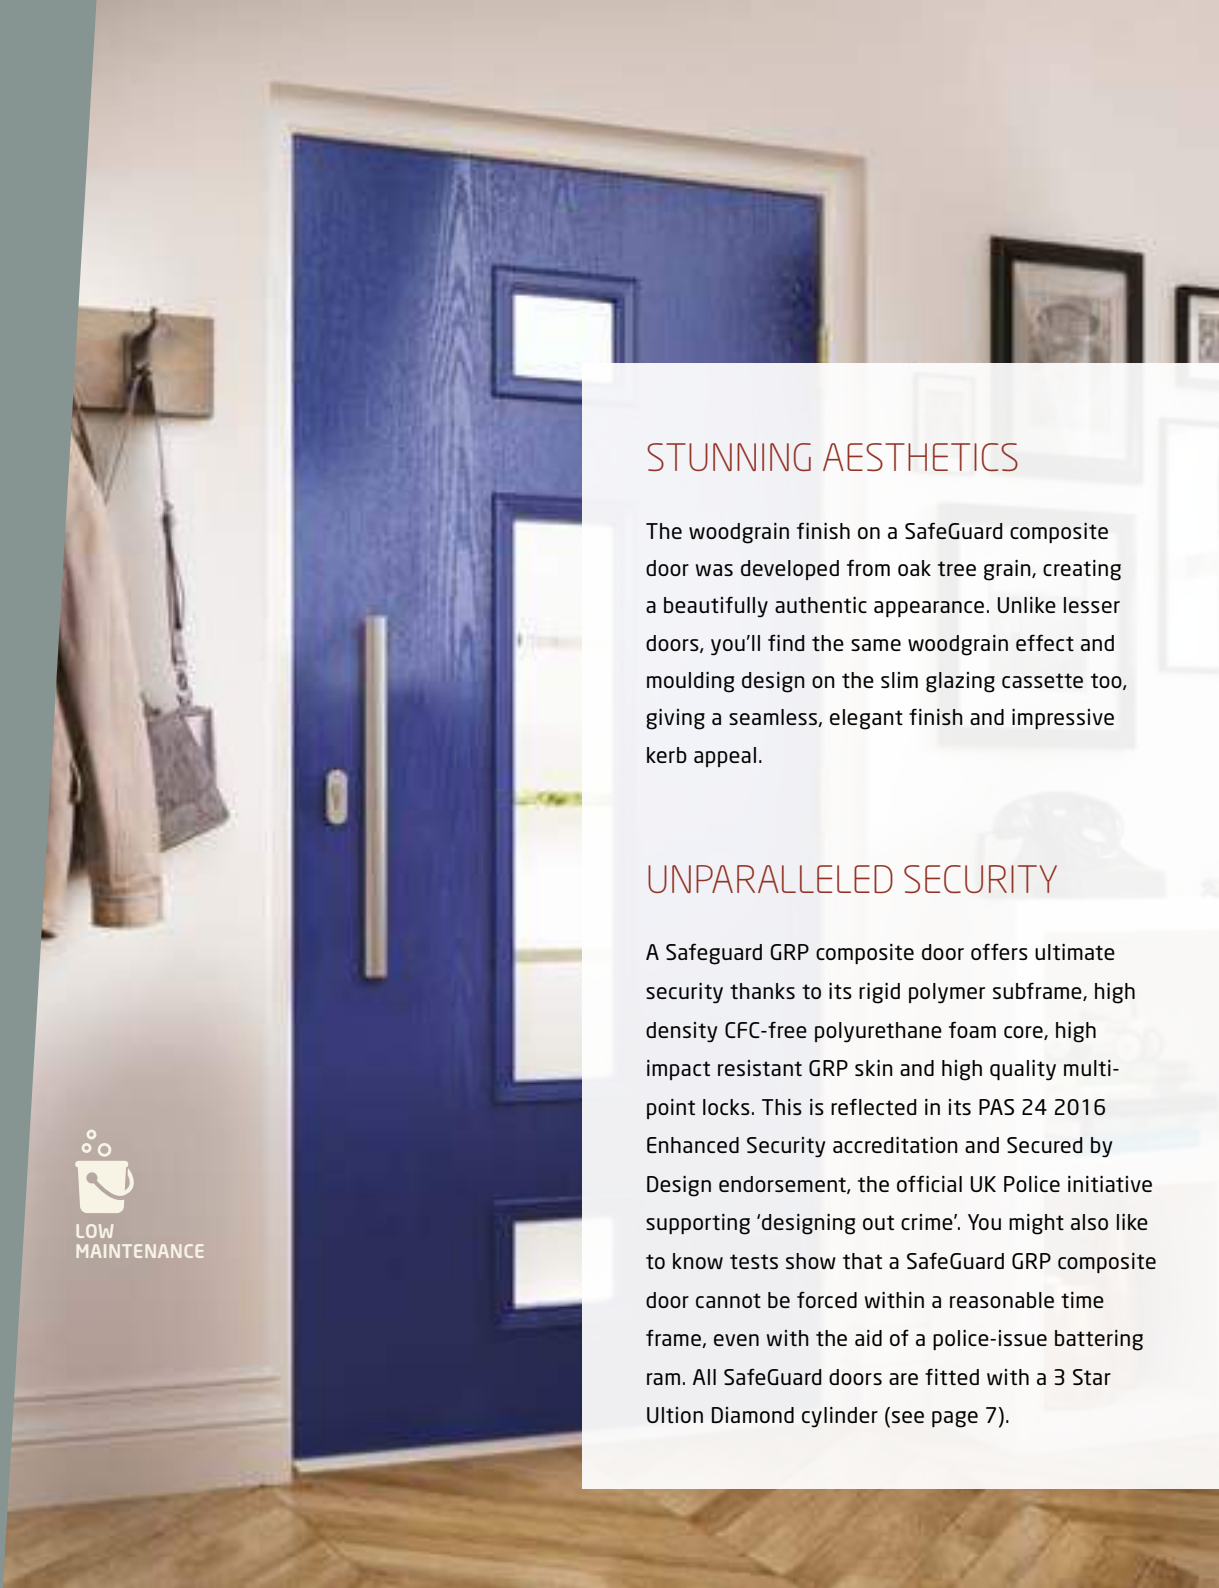 STUNNING AESTHETICS
The woodgrain finish on a SafeGuard composite
door was developed from oak tree grain, creating
a beautifully authentic appearance. Unlike lesser
doors, you'll find the same woodgrain effect and
moulding design on the slim glazing cassette too,
giving a seamless, elegant finish and impressive
kerb appeal.
UNPARALLELED SECURITY
A Safeguard GRP composite door offers ultimate
security thanks to its rigid polymer subframe, high
density CFC-free polyurethane foam core, high
impact resistant GRP skin and high quality multi-
point locks. This is reflected in its PAS 24 2016
Enhanced Security accreditation and Secured by
Design endorsement, the official UK Police initiative
supporting ‘designing out crime’. You might also like
to know tests show that a SafeGuard GRP composite
door cannot be forced within a reasonable time
frame, even with the aid of a police-issue battering
ram. All SafeGuard doors are fitted with a 3 Star
Ultion Diamond cylinder (see page 7).
LOW
MAINTENANCE